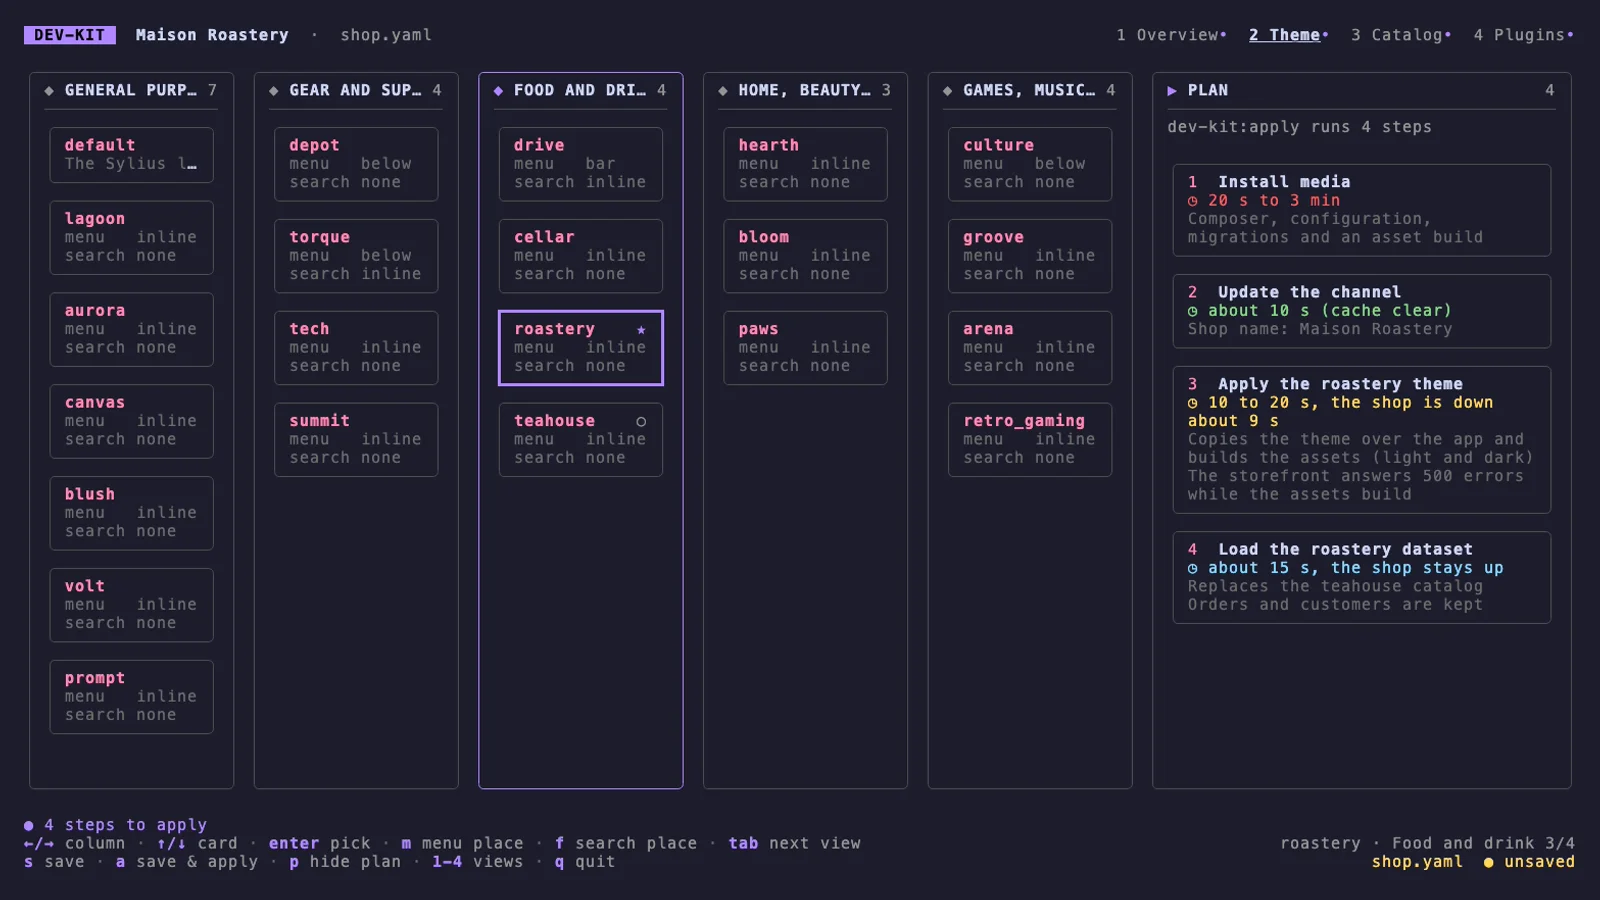 DEV-KIT Maison Roastery · shop.yaml 1 Overview• 2 Theme• 3 Catalog• 4 Plugins•
◆ GENERAL PURP… 7
default
The Sylius l…
lagoon
menu inline
search none
aurora
menu inline
search none
canvas
menu inline
search none
blush
menu inline
search none
volt
menu inline
search none
prompt
menu inline
search none
◆ GEAR AND SUP… 4
depot
menu below
search none
torque
menu below
search inline
tech
menu inline
search none
summit
menu inline
search none
◆ FOOD AND DRI… 4
drive
menu bar
search inline
cellar
menu inline
search none
roastery ★
menu inline
search none
teahouse ○
menu inline
search none
◆ HOME, BEAUTY… 3
hearth
menu inline
search none
bloom
menu inline
search none
paws
menu inline
search none
◆ GAMES, MUSIC… 4
culture
menu below
search none
groove
menu inline
search none
arena
menu inline
search none
retro_gaming
menu inline
search none
▶ PLAN 4
dev-kit:apply runs 4 steps
1 Install media
◷ 20 s to 3 min
Composer, configuration,
migrations and an asset build
2 Update the channel
◷ about 10 s (cache clear)
Shop name: Maison Roastery
3 Apply the roastery theme
◷ 10 to 20 s, the shop is down
about 9 s
Copies the theme over the app and
builds the assets (light and dark)
The storefront answers 500 errors
while the assets build
4 Load the roastery dataset
◷ about 15 s, the shop stays up
Replaces the teahouse catalog
Orders and customers are kept
● 4 steps to apply
←/→ column · ↑/↓ card · enter pick · m menu place · f search place · tab next view
s save · a save & apply · p hide plan · 1–4 views · q quit
roastery · Food and drink 3/4
shop.yaml ● unsaved